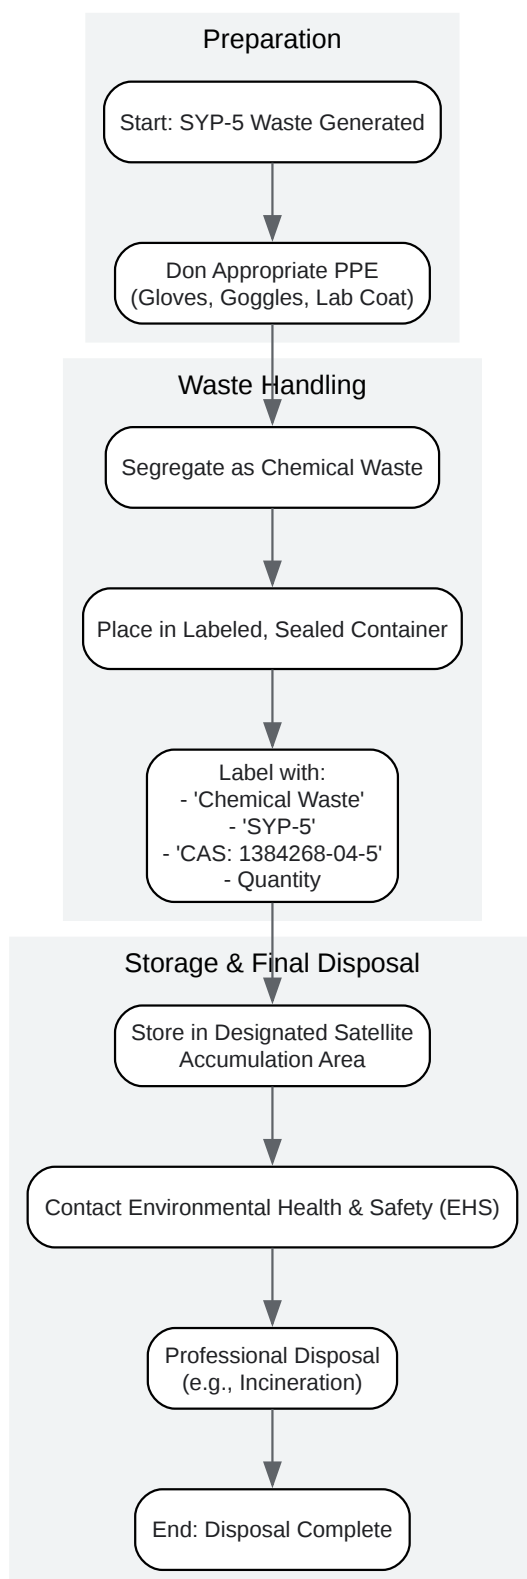 Preparation
Start: SYP-5 Waste Generated
Don Appropriate PPE
(Gloves, Goggles, Lab Coat)
Waste Handling
Segregate as Chemical Waste
Place in Labeled, Sealed Container
Label with:
- 'Chemical Waste'
- 'SYP-5'
- 'CAS: 1384268-04-5'
- Quantity
Storage & Final Disposal
Store in Designated Satellite
Accumulation Area
Contact Environmental Health & Safety (EHS)
Professional Disposal
(e.g., Incineration)
End: Disposal Complete